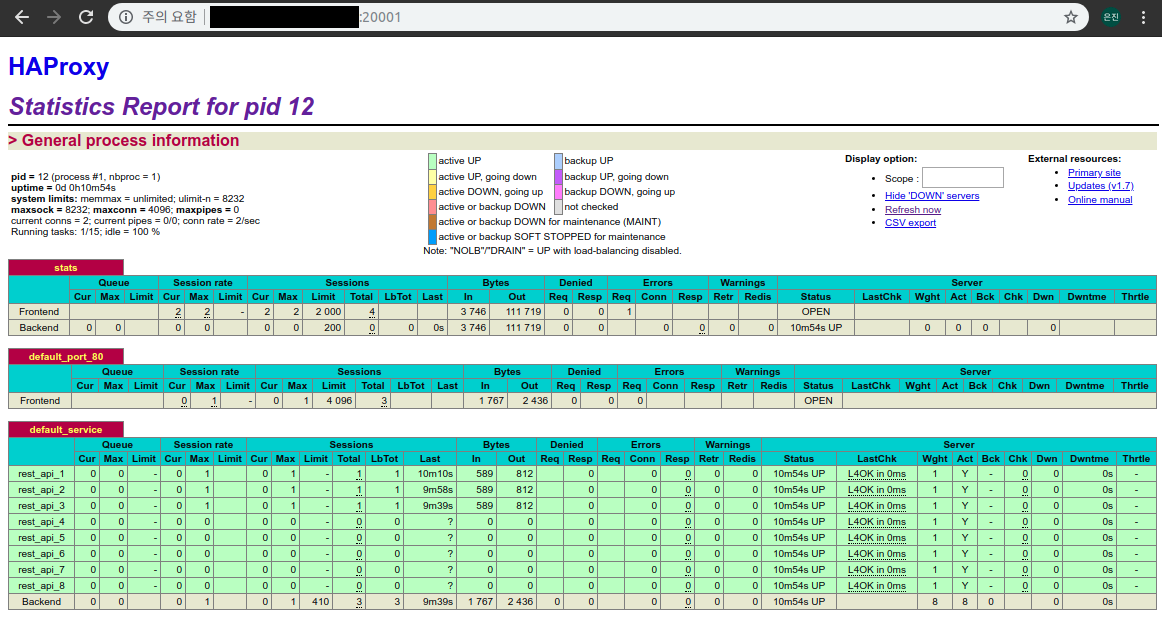 주의 요함 :20001
은진
HAProxy
Statistics Report for pid 12
> General process information
pid = 12 (process #1, nbproc = 1)
uptime = 0d 0h10m54s
system limits: memmax = unlimited; ulimit-n = 8232
maxsock = 8232; maxconn = 4096; maxpipes = 0
current conns = 2; current pipes = 0/0; conn rate = 2/sec
Running tasks: 1/15; idle = 100 %
active UP backup UP
active UP, going down backup UP, going down
active DOWN, going up backup DOWN, going up
active or backup DOWN not checked
active or backup DOWN for maintenance (MAINT)
active or backup SOFT STOPPED for maintenance
Note: "NOLB"/"DRAIN" = UP with load-balancing disabled.
Display option:
Scope :
Hide 'DOWN' servers
Refresh now
CSV export
External resources:
Primary site
Updates (v1.7)
Online manual
stats
Queue Session rate Sessions Bytes Denied Errors Warnings Server
Cur Max Limit Cur Max Limit Cur Max Limit Total LbTot Last In Out Req Resp Req Conn Resp Retr Redis Status LastChk Wght Act Bck Chk Dwn Dwntme Thrtle
Frontend 2 2 - 2 2 2 000 4 3 746 111 719 0 0 1 OPEN
Backend 0 0 0 0 0 0 200 0 0 0s 3 746 111 719 0 0 0 0 0 0 10m54s UP 0 0 0 0
default_port_80
Queue Session rate Sessions Bytes Denied Errors Warnings Server
Cur Max Limit Cur Max Limit Cur Max Limit Total LbTot Last In Out Req Resp Req Conn Resp Retr Redis Status LastChk Wght Act Bck Chk Dwn Dwntme Thrtle
Frontend 0 1 - 0 1 4 096 3 1 767 2 436 0 0 0 OPEN
default_service
Queue Session rate Sessions Bytes Denied Errors Warnings Server
Cur Max Limit Cur Max Limit Cur Max Limit Total LbTot Last In Out Req Resp Req Conn Resp Retr Redis Status LastChk Wght Act Bck Chk Dwn Dwntme Thrtle
rest_api_1 0 0 - 0 1 0 1 - 1 1 10m10s 589 812 0 0 0 0 0 10m54s UP L4OK in 0ms 1 Y - 0 0 0s -
rest_api_2 0 0 - 0 1 0 1 - 1 1 9m58s 589 812 0 0 0 0 0 10m54s UP L4OK in 0ms 1 Y - 0 0 0s -
rest_api_3 0 0 - 0 1 0 1 - 1 1 9m39s 589 812 0 0 0 0 0 10m54s UP L4OK in 0ms 1 Y - 0 0 0s -
rest_api_4 0 0 - 0 0 0 0 - 0 0 ? 0 0 0 0 0 0 0 10m54s UP L4OK in 0ms 1 Y - 0 0 0s -
rest_api_5 0 0 - 0 0 0 0 - 0 0 ? 0 0 0 0 0 0 0 10m54s UP L4OK in 0ms 1 Y - 0 0 0s -
rest_api_6 0 0 - 0 0 0 0 - 0 0 ? 0 0 0 0 0 0 0 10m54s UP L4OK in 0ms 1 Y - 0 0 0s -
rest_api_7 0 0 - 0 0 0 0 - 0 0 ? 0 0 0 0 0 0 0 10m54s UP L4OK in 0ms 1 Y - 0 0 0s -
rest_api_8 0 0 - 0 0 0 0 - 0 0 ? 0 0 0 0 0 0 0 10m54s UP L4OK in 0ms 1 Y - 0 0 0s -
Backend 0 0 0 1 0 1 410 3 3 9m39s 1 767 2 436 0 0 0 0 0 0 10m54s UP 8 8 0 0 0s